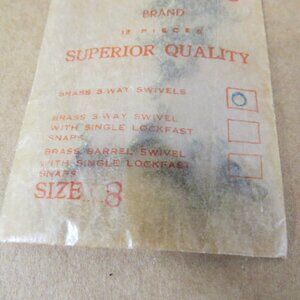 BRAND
12 PIECES
SUPERIOR QUALITY
BRASS 3-WAY SWIVELS
BRASS 3-WAY SWIVEL
WITH SINGLE LOCKFAST
SNAPS
BRASS BARREL SWIVEL
WITH SINGLE LOCKFAST
SNAPS
SIZE 8